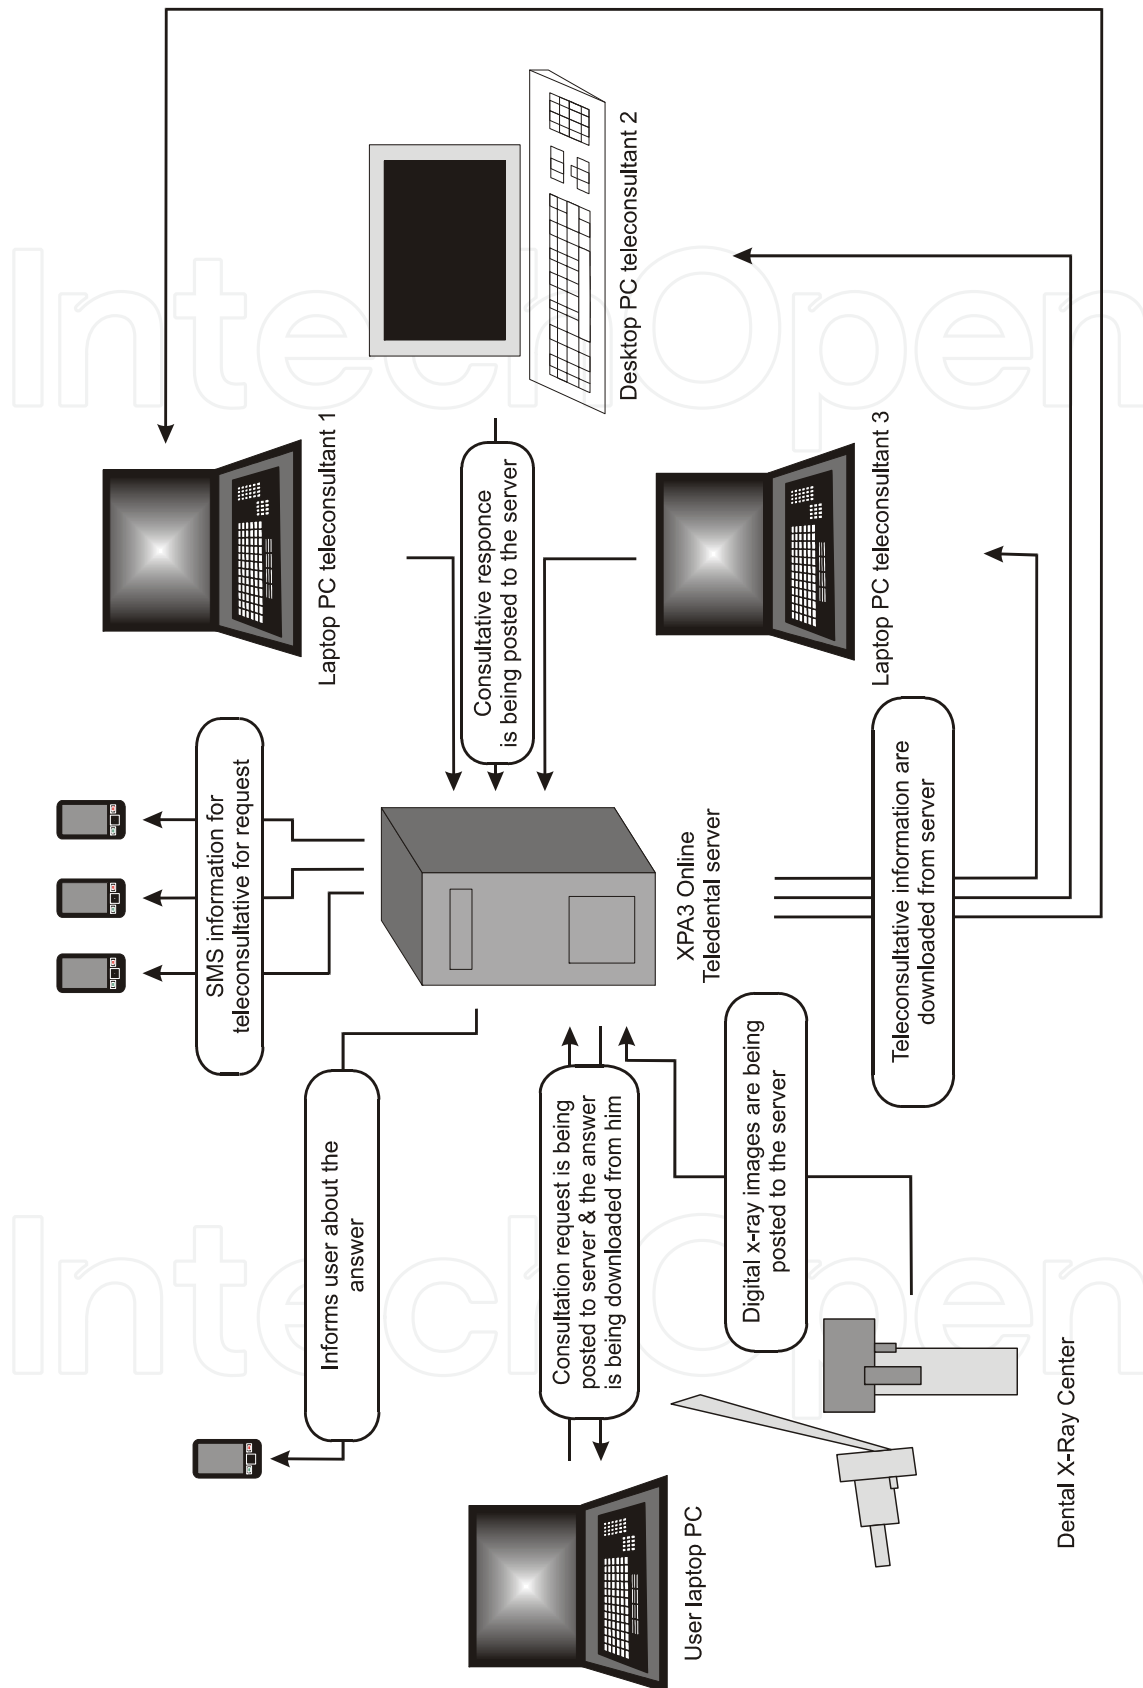 SMS information for
teleconsultative for request
Laptop PC teleconsultant 1
Informs user about the
answer
Consultative responce
is being posted to the server
Desktop PC teleconsultant 2
User laptop PC
Consultation request is being
posted to server & the answer
is being downloaded from him
XPA3 Online
Teledental server
Digital x-ray images are being
posted to the server
Laptop PC teleconsultant 3
Teleconsultative information are
downloaded from server
Dental X-Ray Center
IntechOpen
IntechOpen